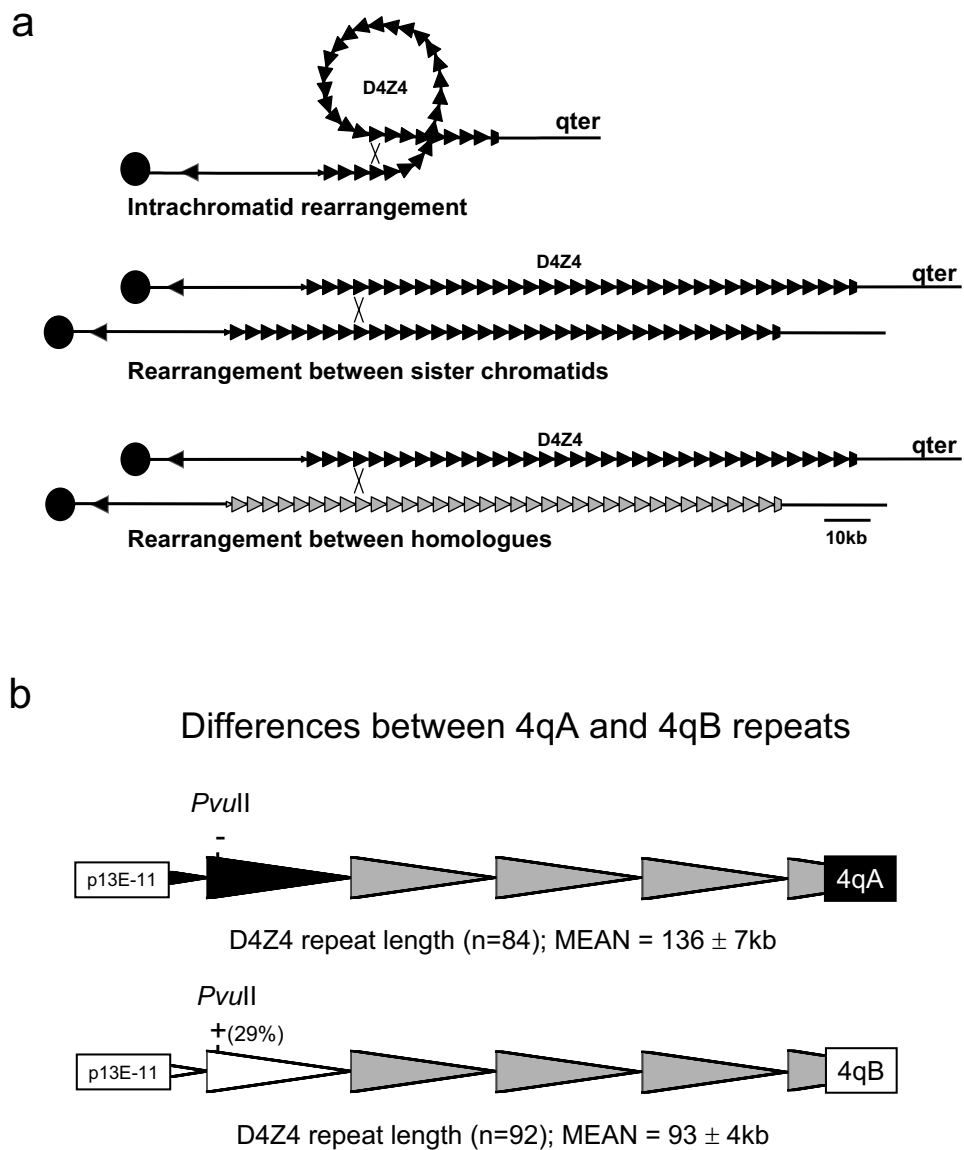 a
D4Z4
qter
Intrachromatid rearrangement
D4Z4
qter
Rearrangement between sister chromatids
D4Z4
qter
Rearrangement between homologues
10kb
b
Differences between 4qA and 4qB repeats
PvuII
-
p13E-11
4qA
D4Z4 repeat length (n=84); MEAN = 136 ± 7kb
PvuII
+(29%)
p13E-11
4qB
D4Z4 repeat length (n=92); MEAN = 93 ± 4kb